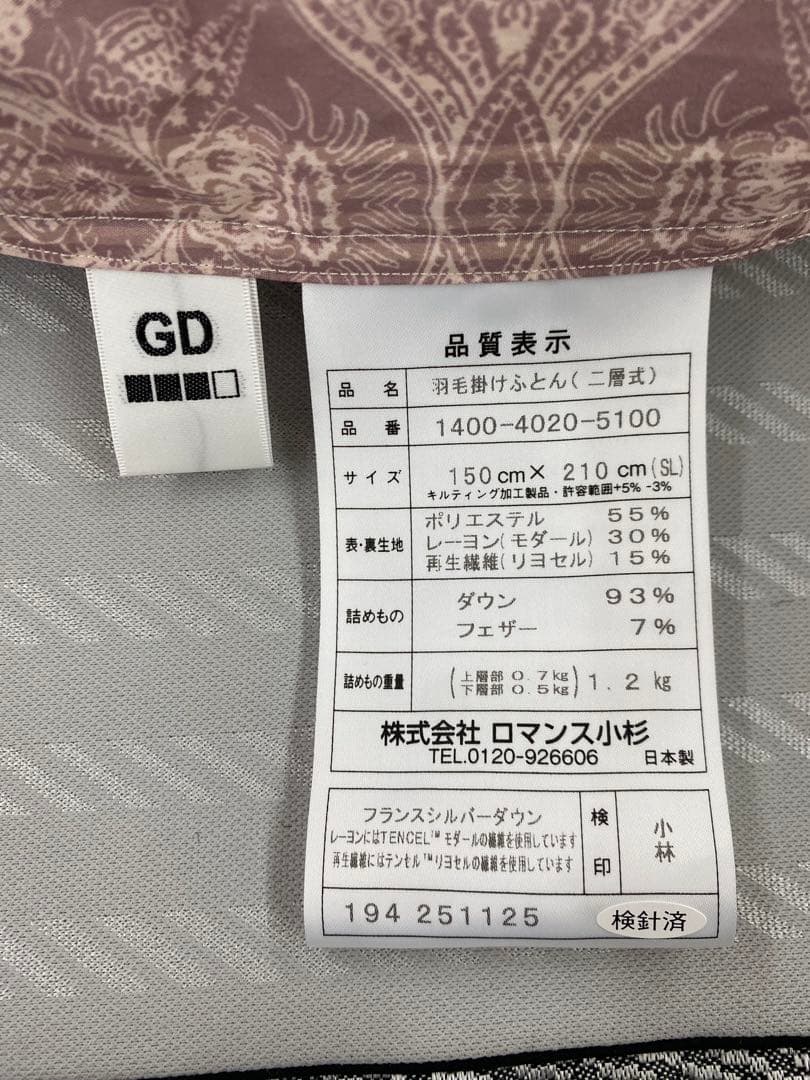 GD
品質表示
品 名 羽毛掛けふとん(二層式)
品 番 1400-4020-5100
サイズ 150cm× 210cm(SL)
キルティング加工製品・許容範囲+5% -3%
表・裏生地 ポリエステル 55%
レーヨン(モダール) 30%
再生繊維(リヨセル) 15%
詰めもの ダウン 93%
フェザー 7%
詰めもの重量 (上層部 0.7kg 下層部 0.5kg) 1.2 kg
株式会社 ロマンス小杉
TEL.0120-926606 日本製
フランスシルバーダウン
レーヨンにはTENCEL™ モダールの繊維を使用しています
再生繊維にはテンセル™リヨセルの繊維を使用しています
検印 小林
194 251125 検針済